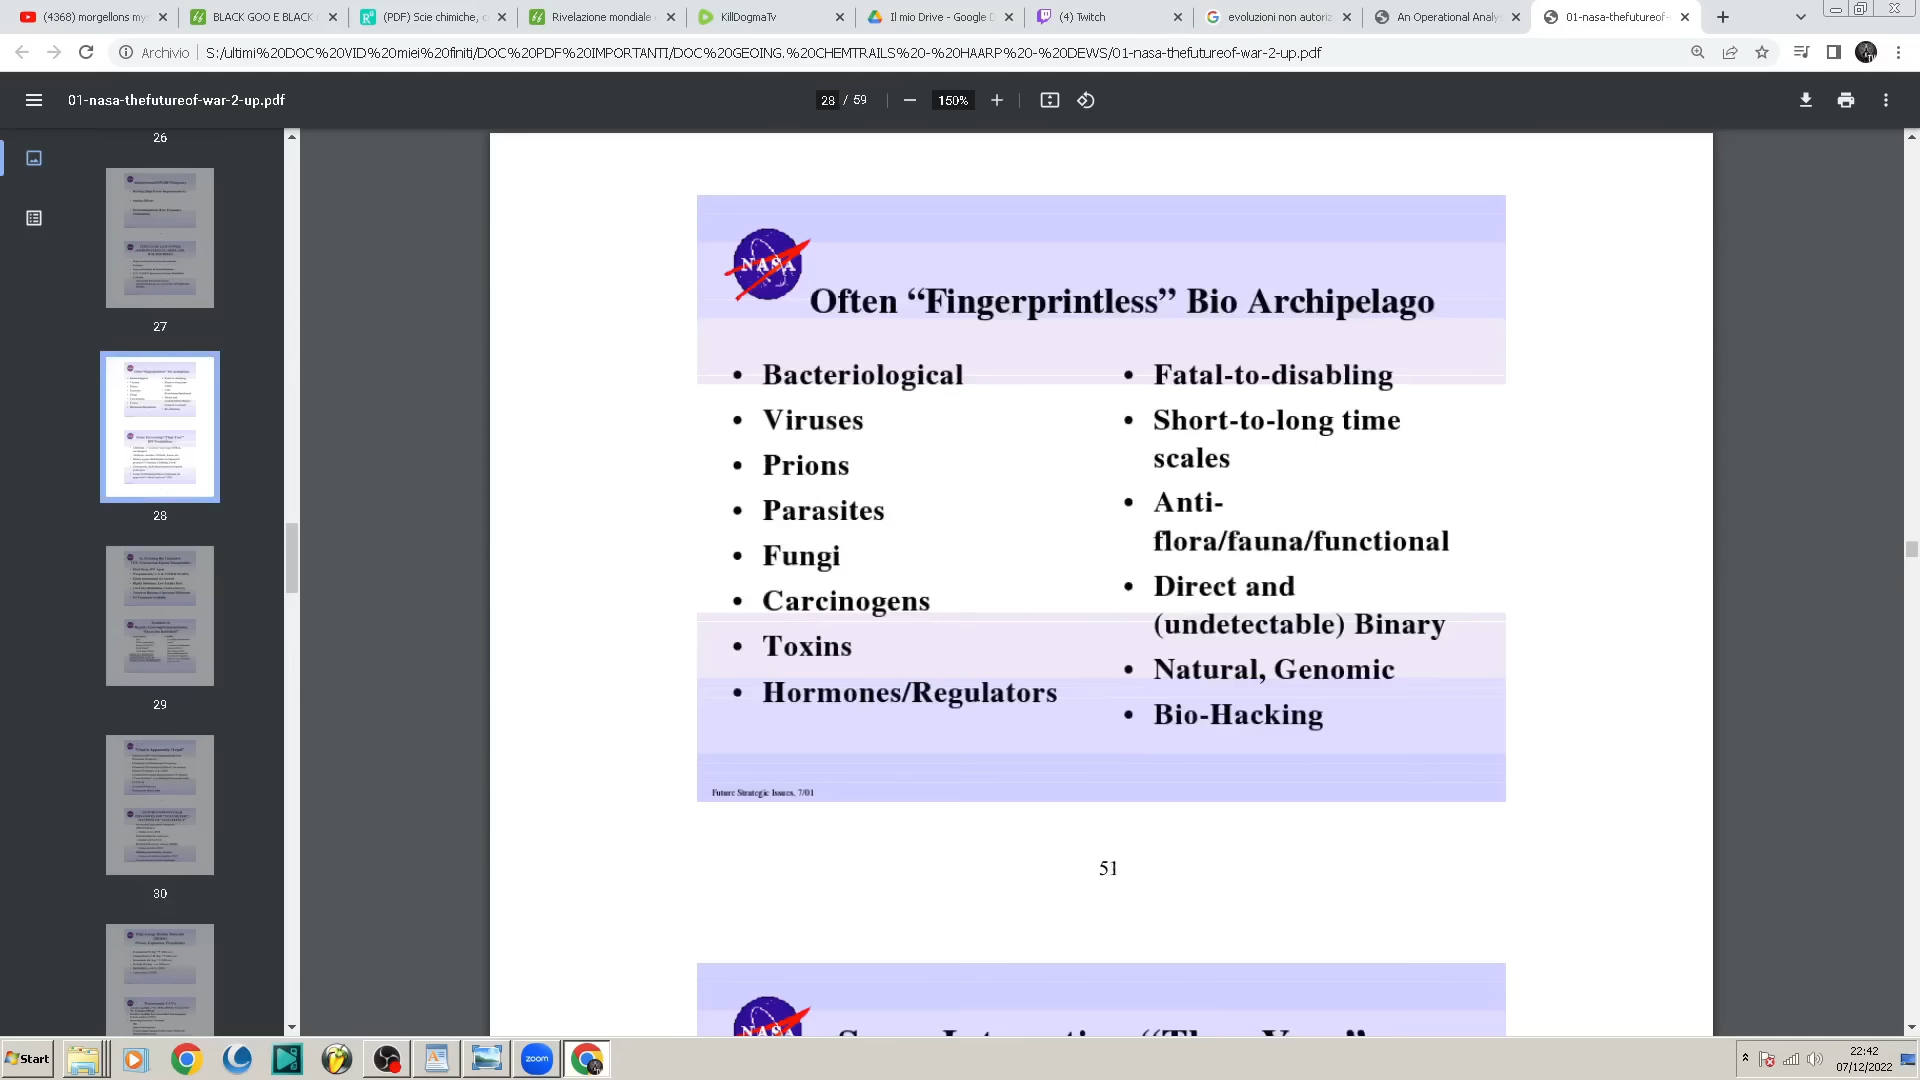 (4368) morgellons my
BLACK GOO E BLACK
(PDF) Scie chimiche, c
Rivelazione mondiale
KillDogmaTv
Il mio Drive - Google D
(4) Twitch
evoluzioni non autoriz
An Operational Analy
01-nasa-thefutureof-
Archivio
S:/ultimi%20DOC%20VID%20miei%20finiti/DOC%20PDF%20IMPORTANTI/DOC%20GEOING.%20CHEMTRAILS%20-%20HAARP%20-%20DEWS/01-nasa-thefutureof-war-2-up.pdf
01-nasa-thefutureof-war-2-up.pdf
28 / 59
150%
26
27
28
29
30
NASA
Often “Fingerprintless” Bio Archipelago
• Bacteriological
• Viruses
• Prions
• Parasites
• Fungi
• Carcinogens
• Toxins
• Hormones/Regulators
• Fatal-to-disabling
• Short-to-long time
scales
• Anti-
flora/fauna/functional
• Direct and
(undetectable) Binary
• Natural, Genomic
• Bio-Hacking
Future Strategic Issues, 7/01
51
NASA
Start
zoom
22:42
07/12/2022